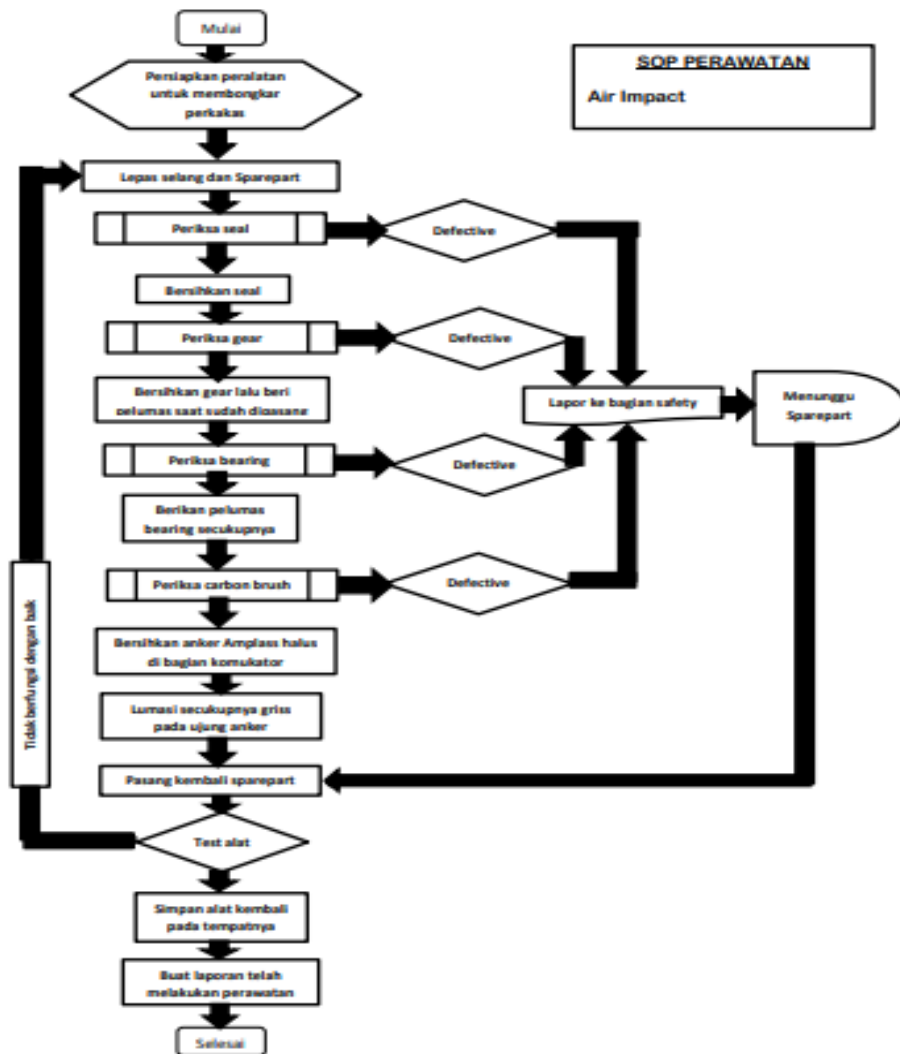 Mulai
SOP PERAWATAN
Air Impact
Persiapkan peralatan
untuk membongkar
perkakas
Lepas selang dan Sparepart
Periksa seal
Defective
Bersihkan seal
Periksa gear
Defective
Bersihkan gear lalu beri
pelumas saat sudah dipasang
Lapor ke bagian safety
Menunggu
Sparepart
Periksa bearing
Defective
Berikan pelumas
bearing secukupnya
Periksa carbon brush
Defective
Tidak berfungsi dengan baik
Bersihkan anker Amplass halus
di bagian komukator
Lumasi secukupnya griss
pada ujung anker
Pasang kembali sparepart
Test alat
Simpan alat kembali
pada tempatnya
Buat laporan telah
melakukan perawatan
Selesai